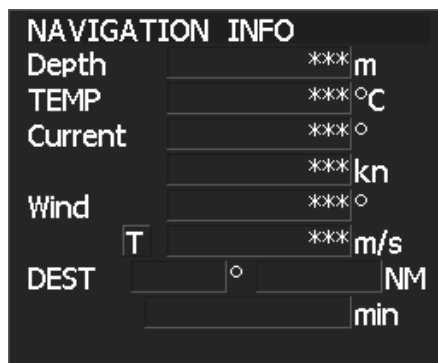 NAVIGATION INFO
Depth *** m
TEMP *** °C
Current *** °
*** kn
Wind *** °
T *** m/s
DEST ° NM
min